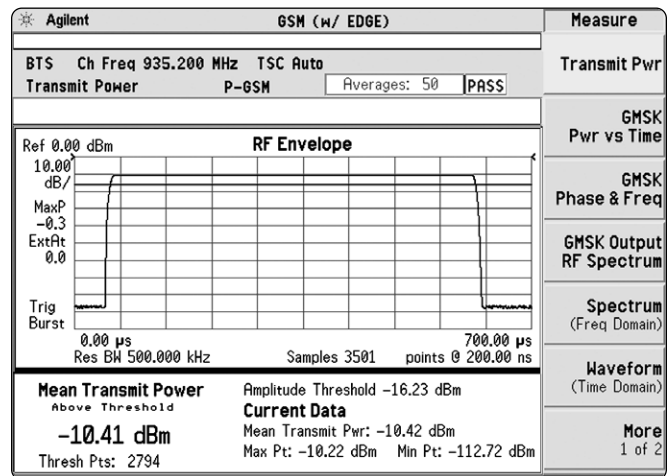 Agilent GSM (w/ EDGE) Measure
BTS Ch Freq 935.200 MHz TSC Auto
Transmit Power P-GSM Averages: 50 PASS
Ref 0.00 dBm RF Envelope
10.00
dB/
MaxP
-0.3
ExtAt
0.0
Trig
Burst
0.00 µs 700.00 µs
Res BW 500.000 kHz Samples 3501 points @ 200.00 ns
Mean Transmit Power
Above Threshold
-10.41 dBm
Thresh Pts: 2794
Amplitude Threshold -16.23 dBm
Current Data
Mean Transmit Pwr: -10.42 dBm
Max Pt: -10.22 dBm Min Pt: -112.72 dBm
Transmit Pwr
GMSK
Pwr vs Time
GMSK
Phase & Freq
GMSK Output
RF Spectrum
Spectrum
(Freq Domain)
Waveform
(Time Domain)
More
1 of 2